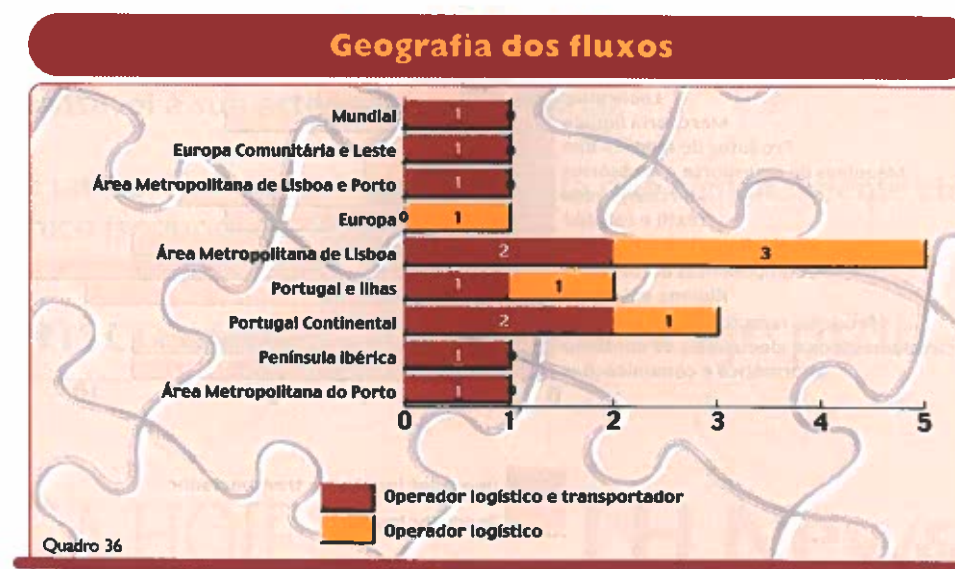 Geografia dos fluxos
Mundial 1
Europa Comunitária e Leste 1
Área Metropolitana de Lisboa e Porto 1
Europa 1
Área Metropolitana de Lisboa 2 3
Portugal e Ilhas 1 1
Portugal Continental 2 1
Península Ibérica 1
Área Metropolitana do Porto 1
0 1 2 3 4 5
Operador logístico e transportador
Operador logístico
Quadro 36